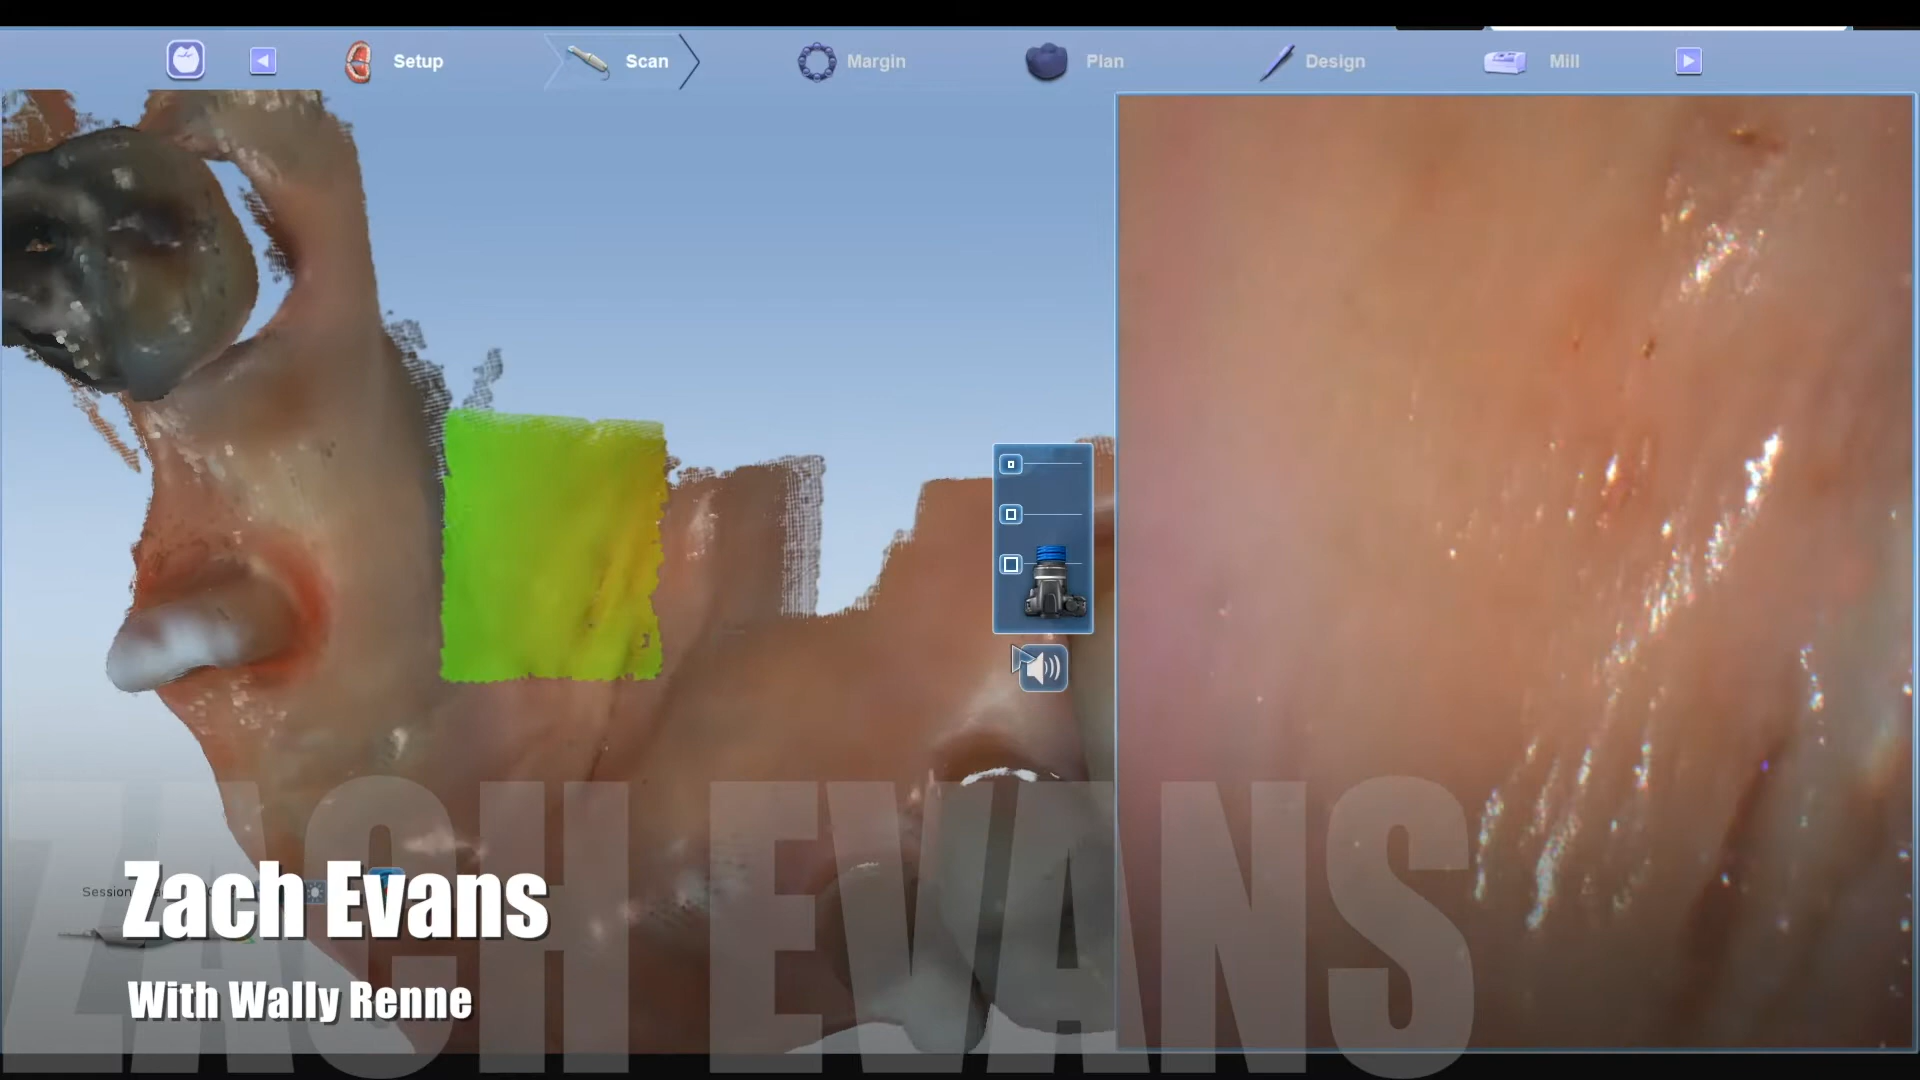 Setup
Scan
Margin
Plan
Design
Mill
Session
ZACH EVANS
Zach Evans
With Wally Renne